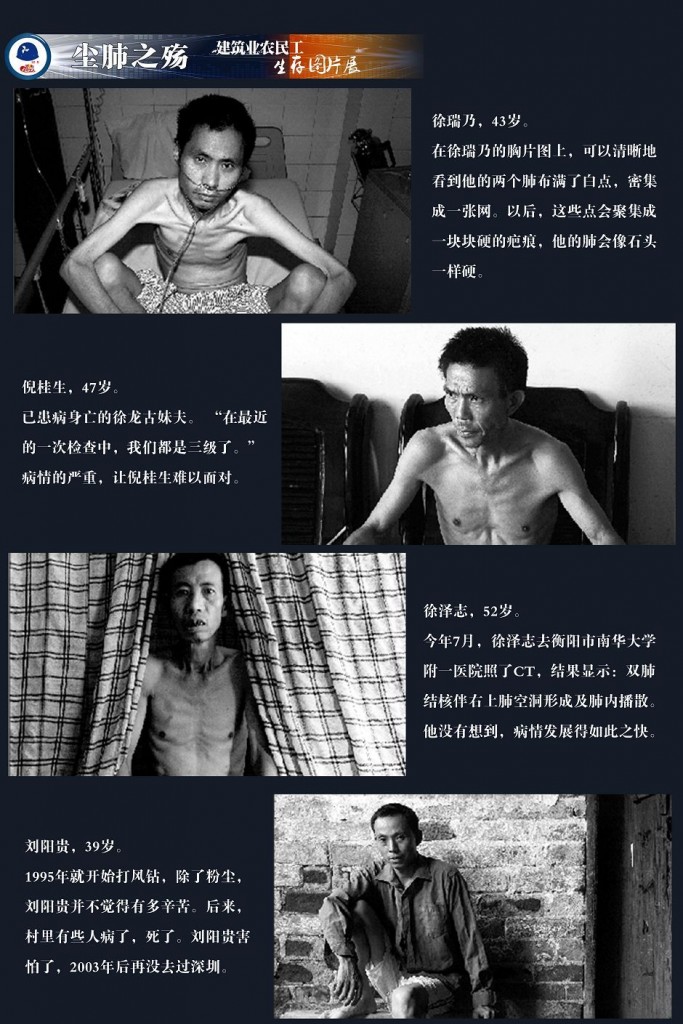 尘肺之殇
建筑业农民工
生存图片展
徐瑞乃，43岁。
在徐瑞乃的胸片图上，可以清晰地
看到他的两个肺布满了白点，密集
成一张网。以后，这些点会聚集成
一块块硬的疤痕，他的肺会像石头
一样硬。
倪桂生，47岁。
已患病身亡的徐龙古妹夫。“在最近
的一次检查中，我们都是三级了。”
病情的严重，让倪桂生难以面对。
徐泽志，52岁。
今年7月，徐泽志去衡阳市南华大学
附一医院照了CT，结果显示：双肺
结核伴右上肺空洞形成及肺内播散。
他没有想到，病情发展得如此之快。
刘阳贵，39岁。
1995年就开始打风钻，除了粉尘，
刘阳贵并不觉得有多辛苦。后来，
村里有些人病了，死了。刘阳贵害
怕了，2003年后再没去过深圳。